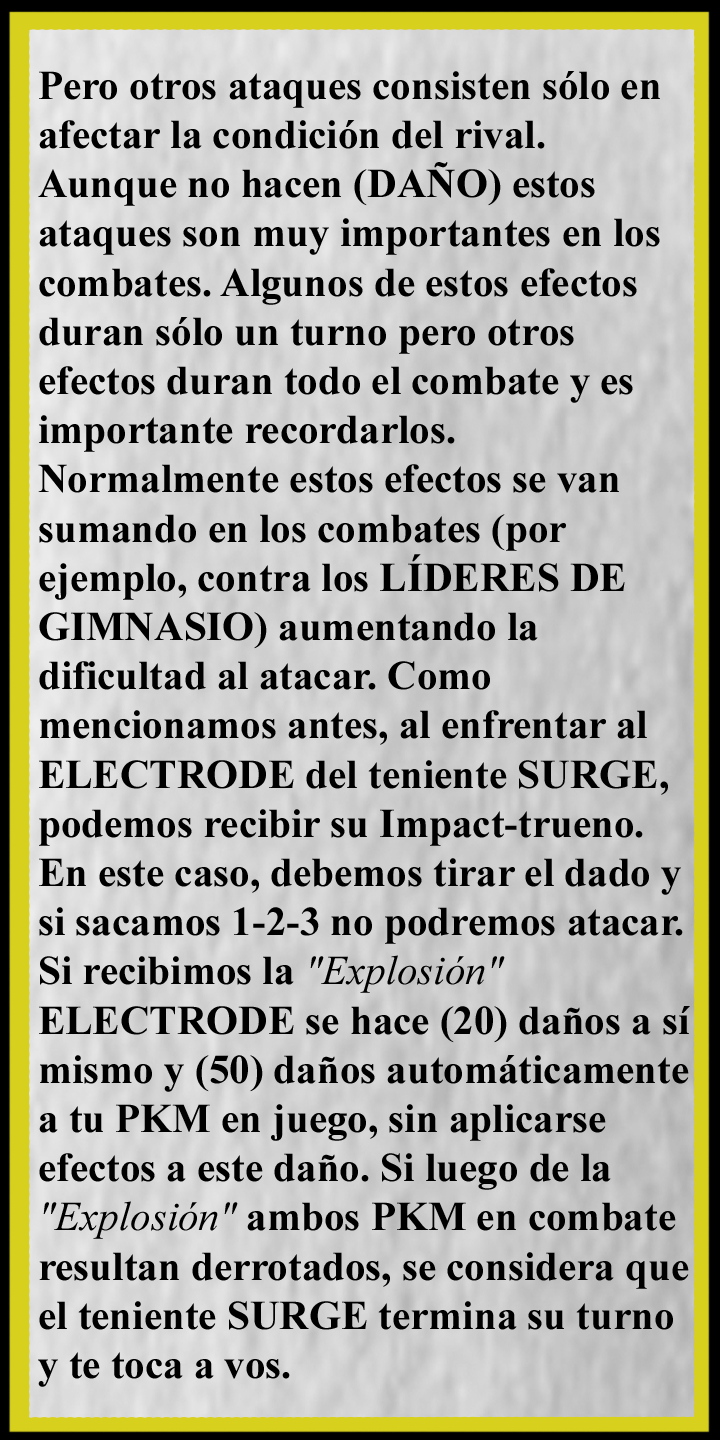 Pero otros ataques consisten sólo en
afectar la condición del rival.
Aunque no hacen (DAÑO) estos
ataques son muy importantes en los
combates. Algunos de estos efectos
duran sólo un turno pero otros
efectos duran todo el combate y es
importante recordarlos.
Normalmente estos efectos se van
sumando en los combates (por
ejemplo, contra los LÍDERES DE
GIMNASIO) aumentando la
dificultad al atacar. Como
mencionamos antes, al enfrentar al
ELECTRODE del teniente SURGE,
podemos recibir su Impact-trueno.
En este caso, debemos tirar el dado y
si sacamos 1-2-3 no podremos atacar.
Si recibimos la "Explosión"
ELECTRODE se hace (20) daños a sí
mismo y (50) daños automáticamente
a tu PKM en juego, sin aplicarse
efectos a este daño. Si luego de la
"Explosión" ambos PKM en combate
resultan derrotados, se considera que
el teniente SURGE termina su turno
y te toca a vos.